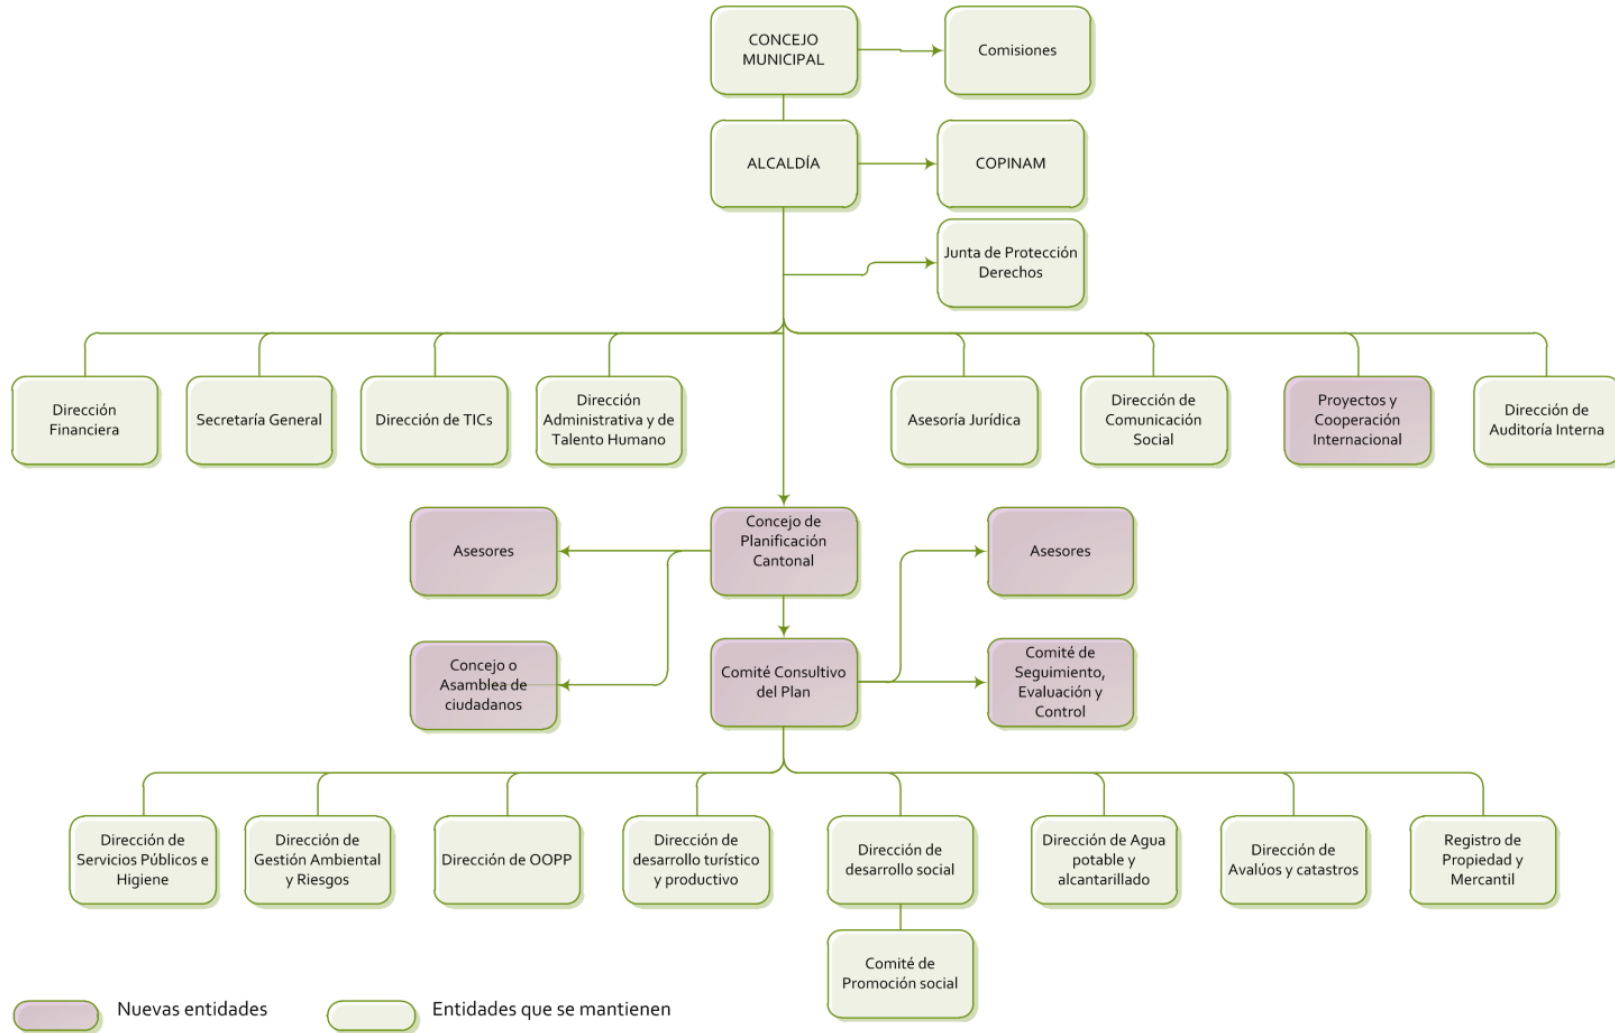 CONCEJO
MUNICIPAL
Comisiones
ALCALDÍA
COPINAM
Junta de Protección
Derechos
Dirección
Financiera
Secretaría General
Dirección de TICs
Dirección
Administrativa y de
Talento Humano
Asesoría Jurídica
Dirección de
Comunicación
Social
Proyectos y
Cooperación
Internacional
Dirección de
Auditoría Interna
Asesores
Concejo de
Planificación
Cantonal
Asesores
Concejo o
Asamblea de
ciudadanos
Comité Consultivo
del Plan
Comité de
Seguimiento,
Evaluación y
Control
Dirección de
Servicios Públicos e
Higiene
Dirección de
Gestión Ambiental
y Riesgos
Dirección de OOPP
Dirección de
desarrollo turístico
y productivo
Dirección de
desarrollo social
Dirección de Agua
potable y
alcantarillado
Dirección de
Avalúos y catastros
Registro de
Propiedad y
Mercantil
Comité de
Promoción social
Nuevas entidades
Entidades que se mantienen